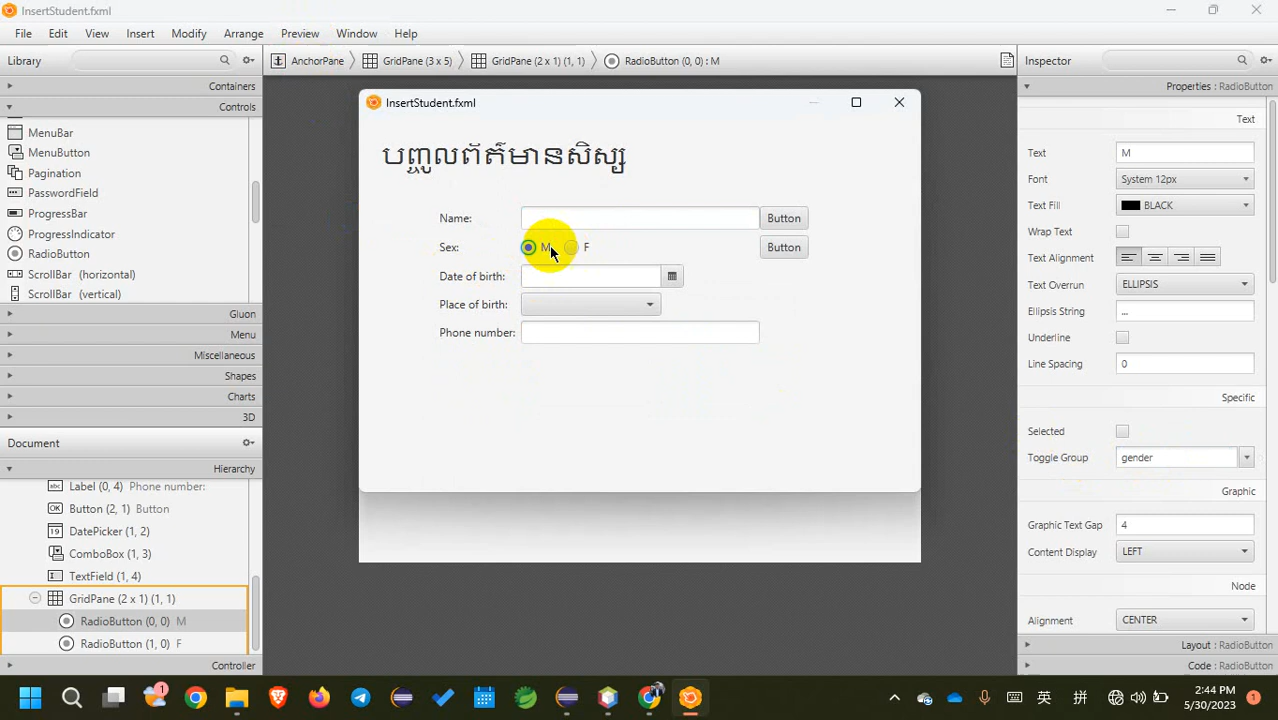 InsertStudent.fxml
File Edit View Insert Modify Arrange Preview Window Help
Library
AnchorPane GridPane (3 x 5) GridPane (2 x 1) (1, 1) RadioButton (0, 0) : M
Inspector
Containers
Controls
MenuBar
MenuButton
Pagination
PasswordField
ProgressBar
ProgressIndicator
RadioButton
ScrollBar (horizontal)
ScrollBar (vertical)
Gluon
Menu
Miscellaneous
Shapes
Charts
3D
Document
Hierarchy
Label (0, 4) Phone number:
OK Button (2, 1) Button
19 DatePicker (1, 2)
ComboBox (1, 3)
TextField (1, 4)
GridPane (2 x 1) (1, 1)
RadioButton (0, 0) M
RadioButton (1, 0) F
Controller
InsertStudent.fxml
បញ្ចូលព័ត៌មានសិស្ស
Name: Button
Sex: M F Button
Date of birth:
Place of birth:
Phone number:
Properties : RadioButton
Text
Text M
Font System 12px
Text Fill BLACK
Wrap Text
Text Alignment
Text Overrun ELLIPSIS
Ellipsis String ...
Underline
Line Spacing 0
Specific
Selected
Toggle Group gender
Graphic
Graphic Text Gap 4
Content Display LEFT
Node
Alignment CENTER
Layout : RadioButton
Code : RadioButton
1
英 拼
2:44 PM
5/30/2023
1